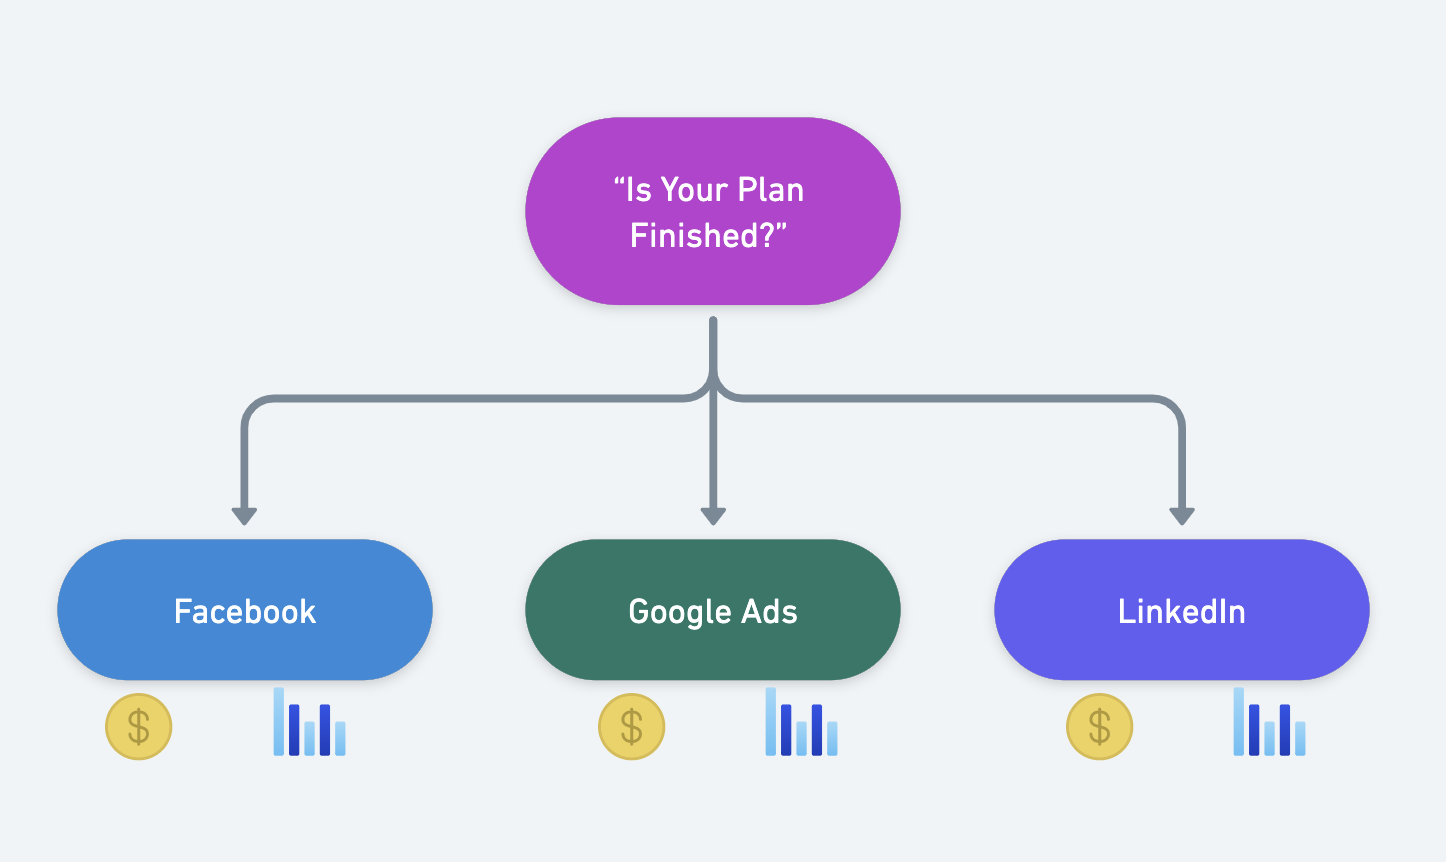 “Is Your Plan
Finished?”
Facebook
Google Ads
LinkedIn
$
$
$